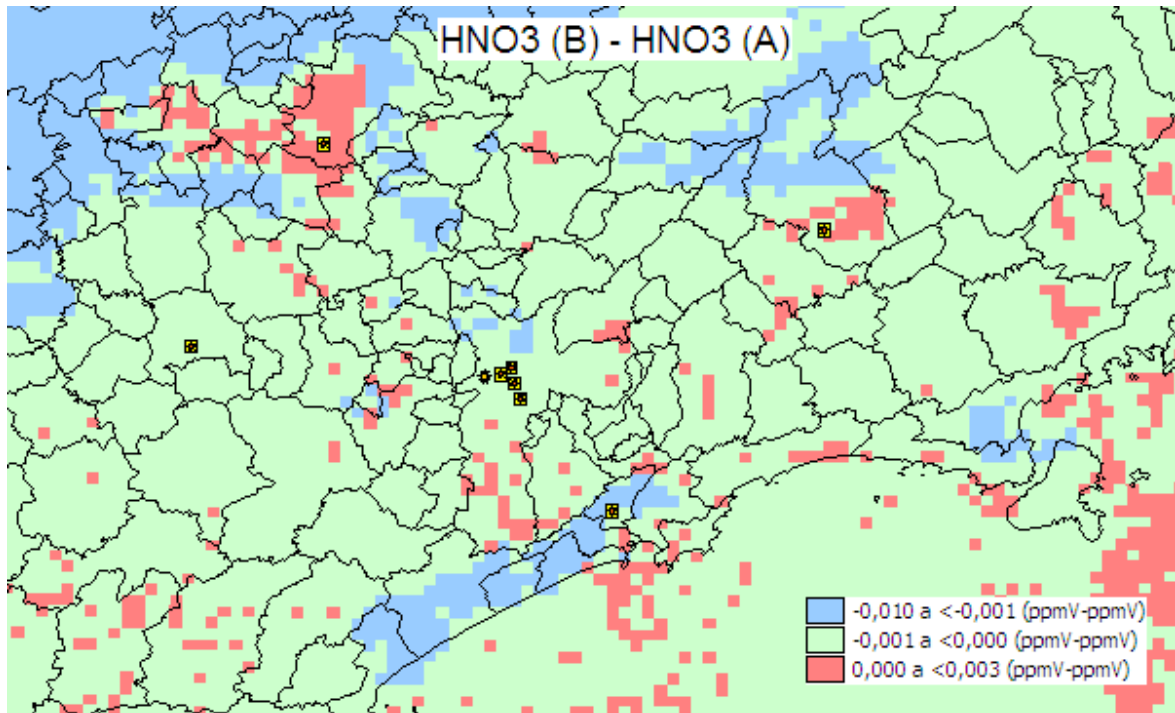 HNO3 (B) - HNO3 (A)
-0,010 a <-0,001 (ppmV-ppmV)
-0,001 a <0,000 (ppmV-ppmV)
0,000 a <0,003 (ppmV-ppmV)